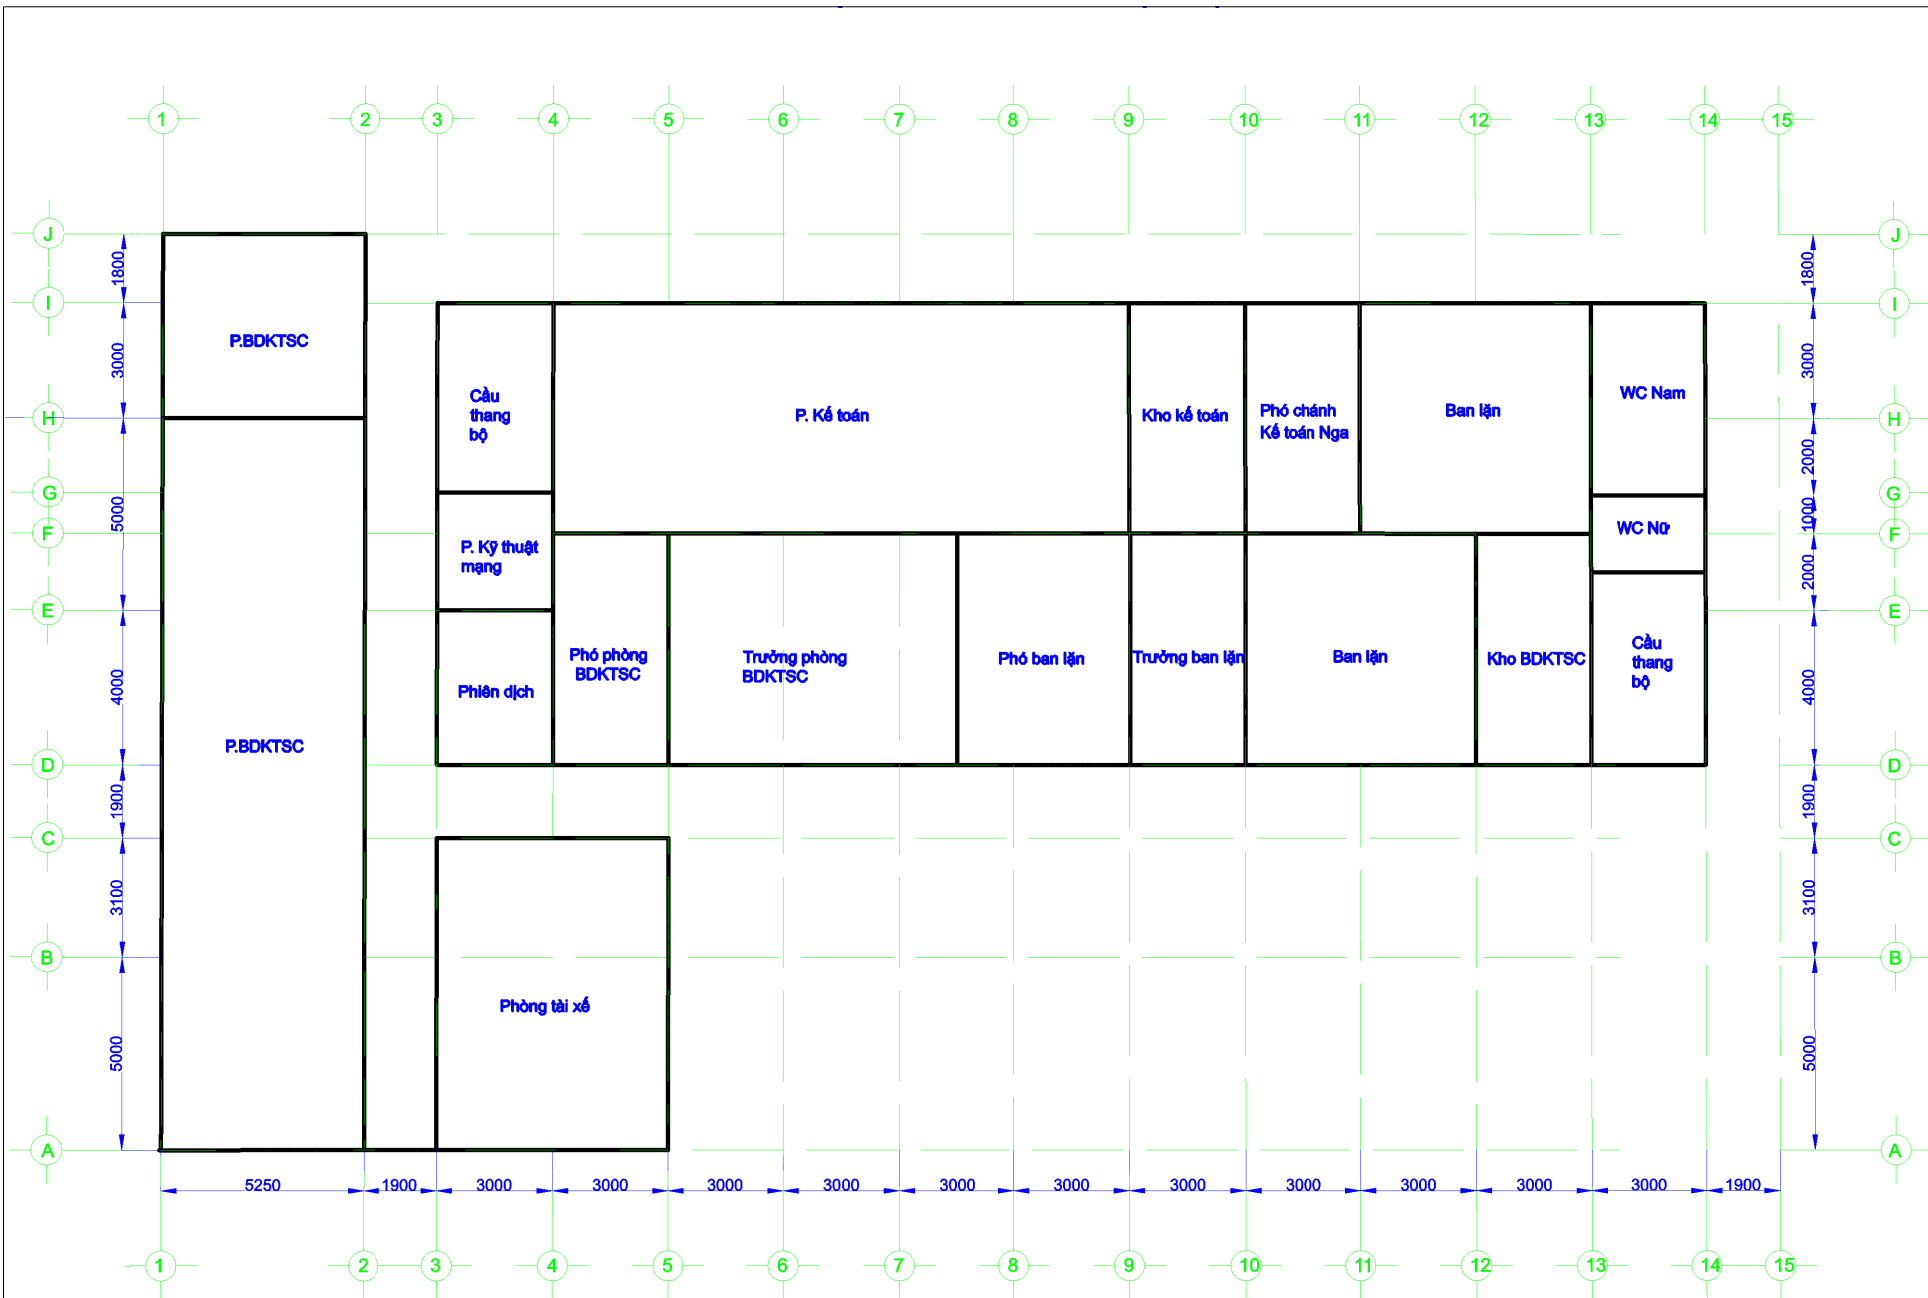 1 2 3 4 5 6 7 8 9 10 11 12 13 14 15
J J
1800 1800
I I
P.BDKTSC
3000 3000
Cầu
thang
bộ
P. Kế toán
Kho kế toán
Phó chánh
Kế toán Nga
Ban lặn
WC Nam
H H
2000
G G
5000 1000
WC Nữ
F F
P. Kỹ thuật
mạng
2000
E E
Phó phòng
BDKTSC
Trưởng phòng
BDKTSC
Phó ban lặn
Trưởng ban lặn
Ban lặn
Kho BDKTSC
Cầu
thang
bộ
4000 4000
Phiên dịch
P.BDKTSC
D D
1900 1900
C C
3100 3100
B B
Phòng tài xế
5000 5000
A A
5250 1900 3000 3000 3000 3000 3000 3000 3000 3000 3000 3000 3000 1900
1 2 3 4 5 6 7 8 9 10 11 12 13 14 15